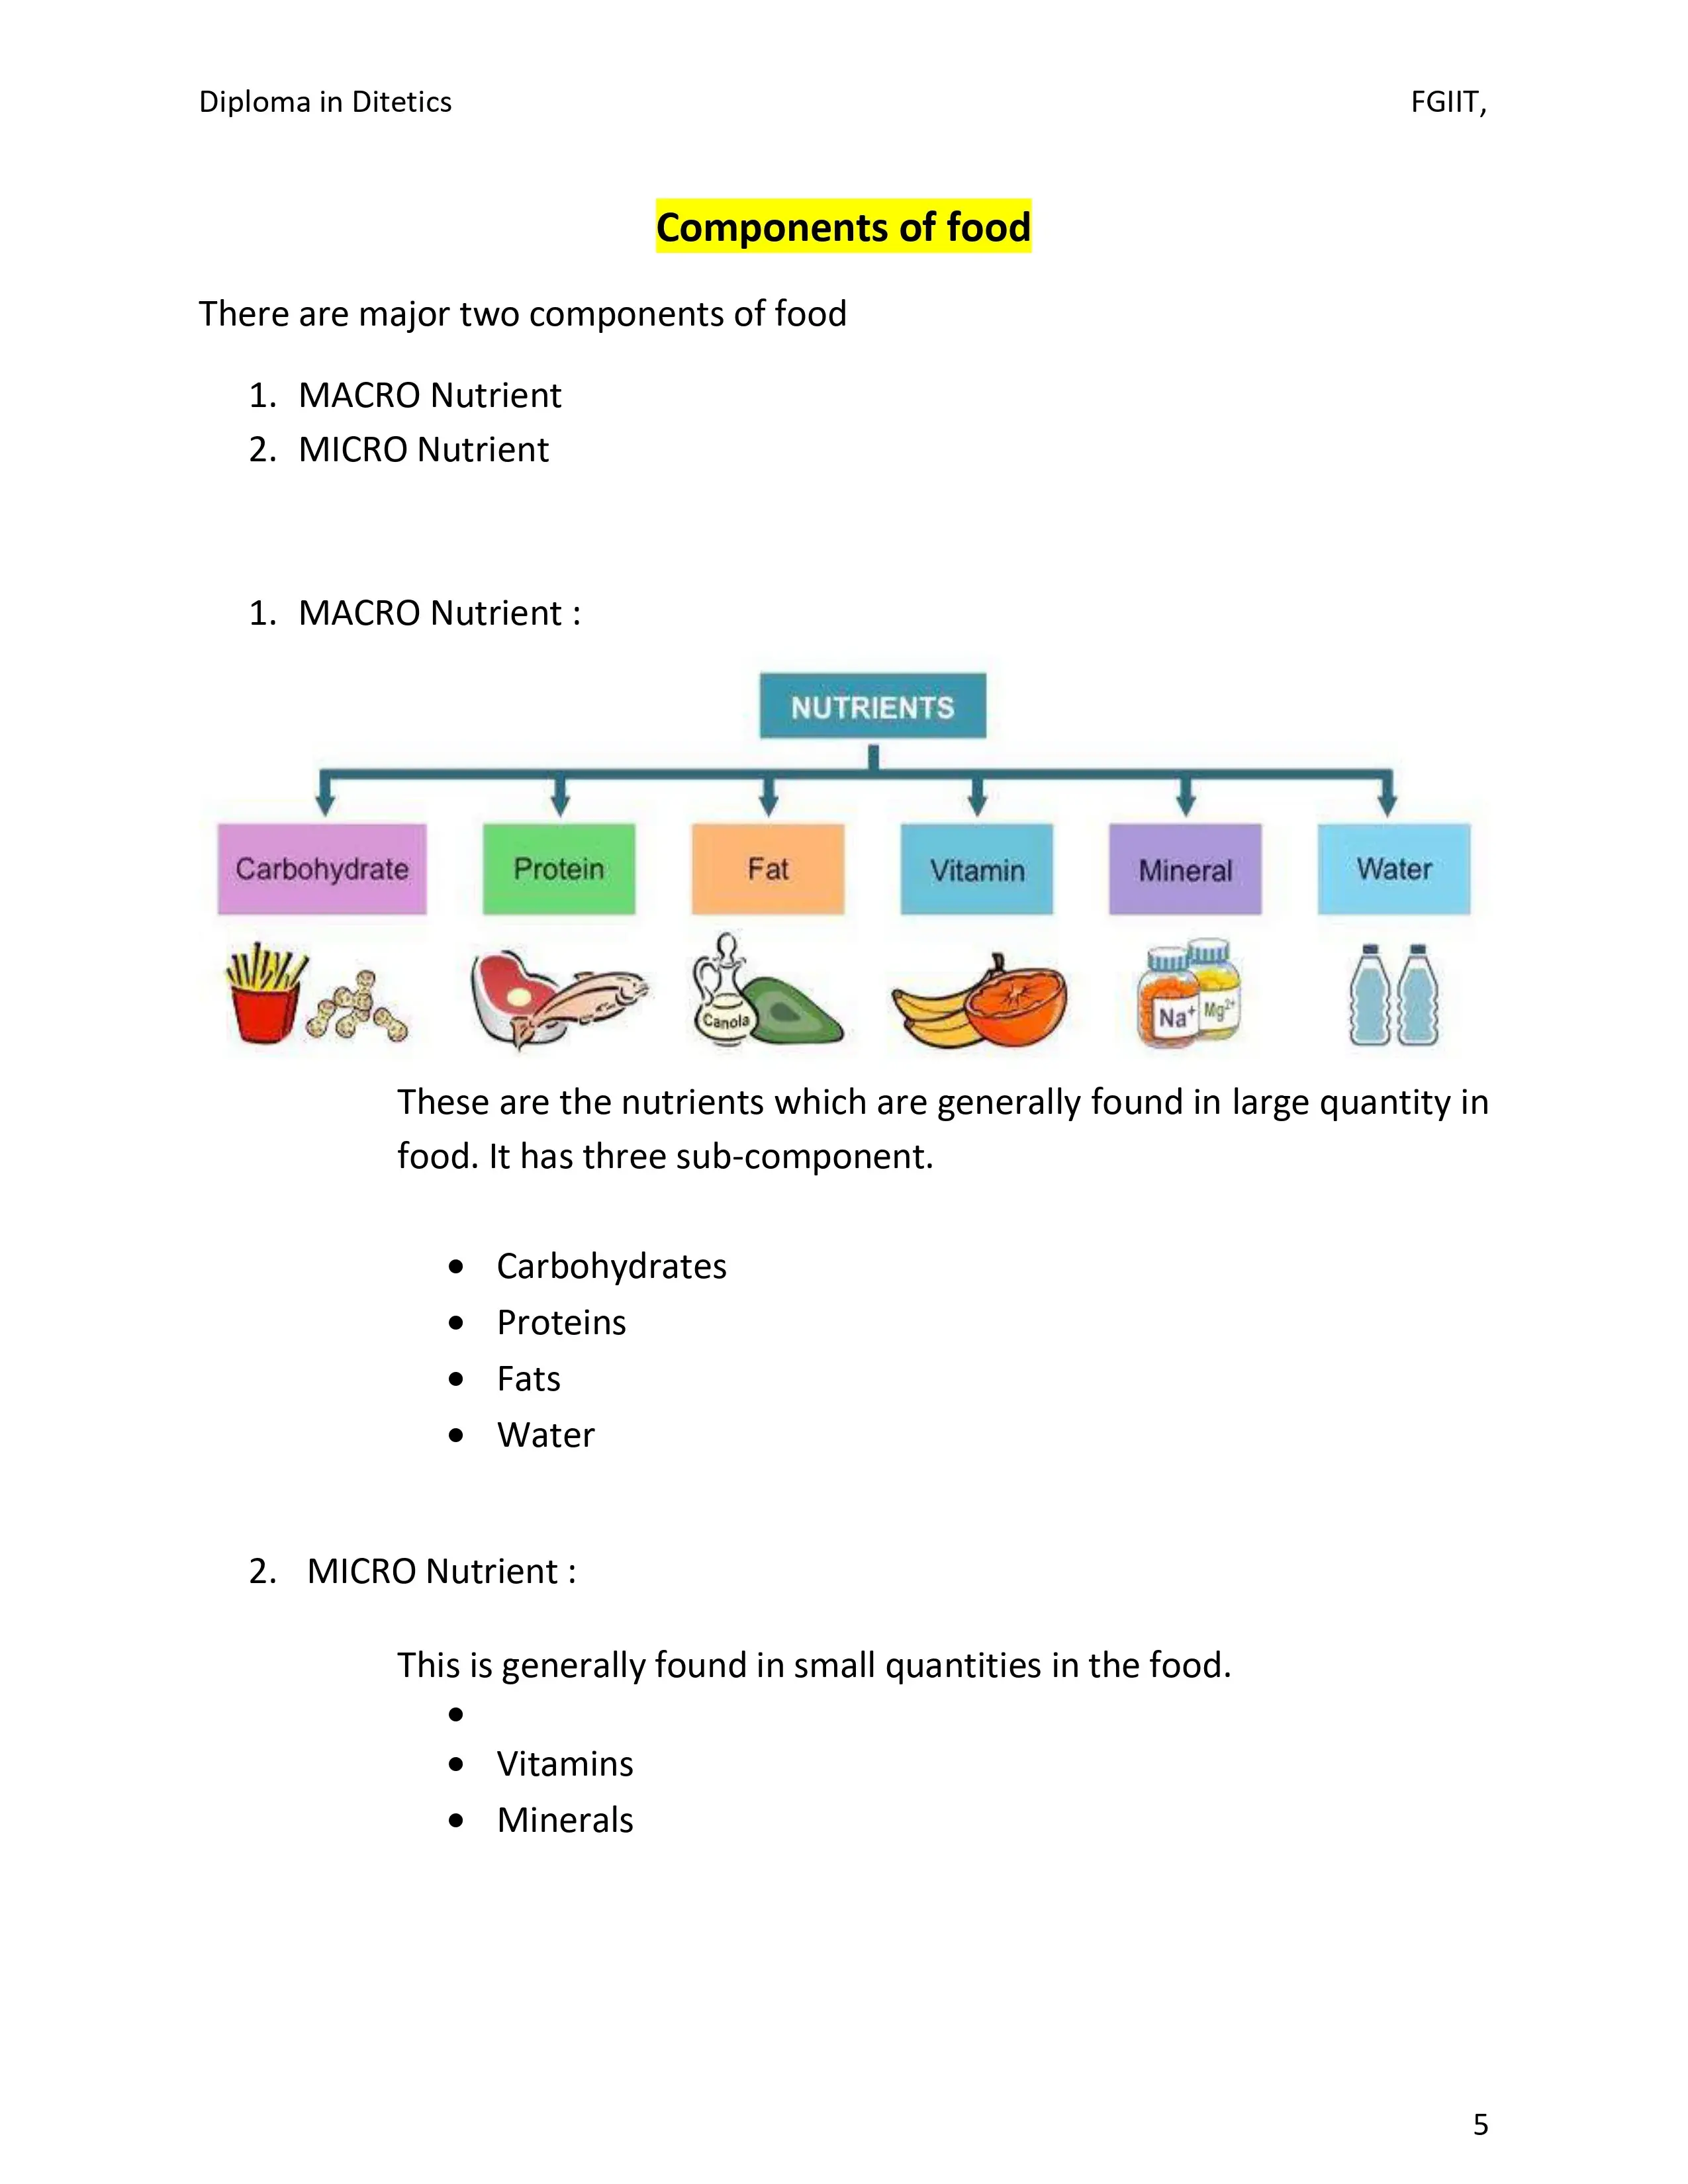 Diploma in Ditetics FGIIT,
Components of food
There are major two components of food
1. MACRO Nutrient
2. MICRO Nutrient
1. MACRO Nutrient :
NUTRIENTS
Carbohydrate Protein Fat Vitamin Mineral Water
Canola Na⁺ Mg²⁺
These are the nutrients which are generally found in large quantity in
food. It has three sub-component.
• Carbohydrates
• Proteins
• Fats
• Water
2. MICRO Nutrient :
This is generally found in small quantities in the food.
•
• Vitamins
• Minerals
5